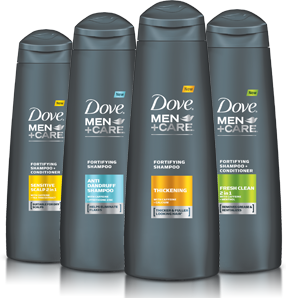 New
Dove
MEN
+CARE
FORTIFYING
SHAMPOO +
CONDITIONER
SENSITIVE
SCALP 2in1
New
Dove
MEN
+CARE
FORTIFYING
SHAMPOO
ANTI
DANDRUFF
SHAMPOO
New
Dove
MEN
+CARE
FORTIFYING
SHAMPOO
THICKENING
THICKER & FULLER
LOOKING HAIR
New
Dove
MEN
+CARE
FORTIFYING
SHAMPOO +
CONDITIONER
FRESH CLEAN
2in1